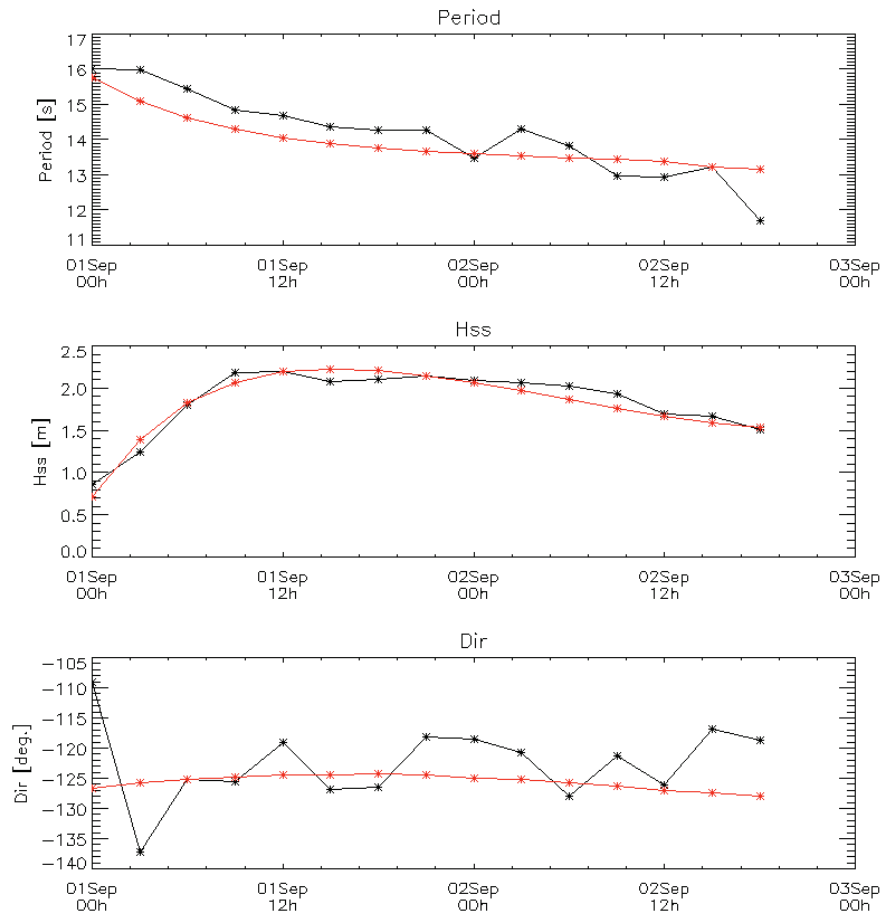 Period
17
16
15
14
13
12
11
Period [s]
01Sep 01Sep 02Sep 02Sep 03Sep
00h 12h 00h 12h 00h
Hss
2.5
2.0
1.5
1.0
0.5
0.0
Hss [m]
01Sep 01Sep 02Sep 02Sep 03Sep
00h 12h 00h 12h 00h
Dir
-105
-110
-115
-120
-125
-130
-135
-140
Dir [deg.]
01Sep 01Sep 02Sep 02Sep 03Sep
00h 12h 00h 12h 00h